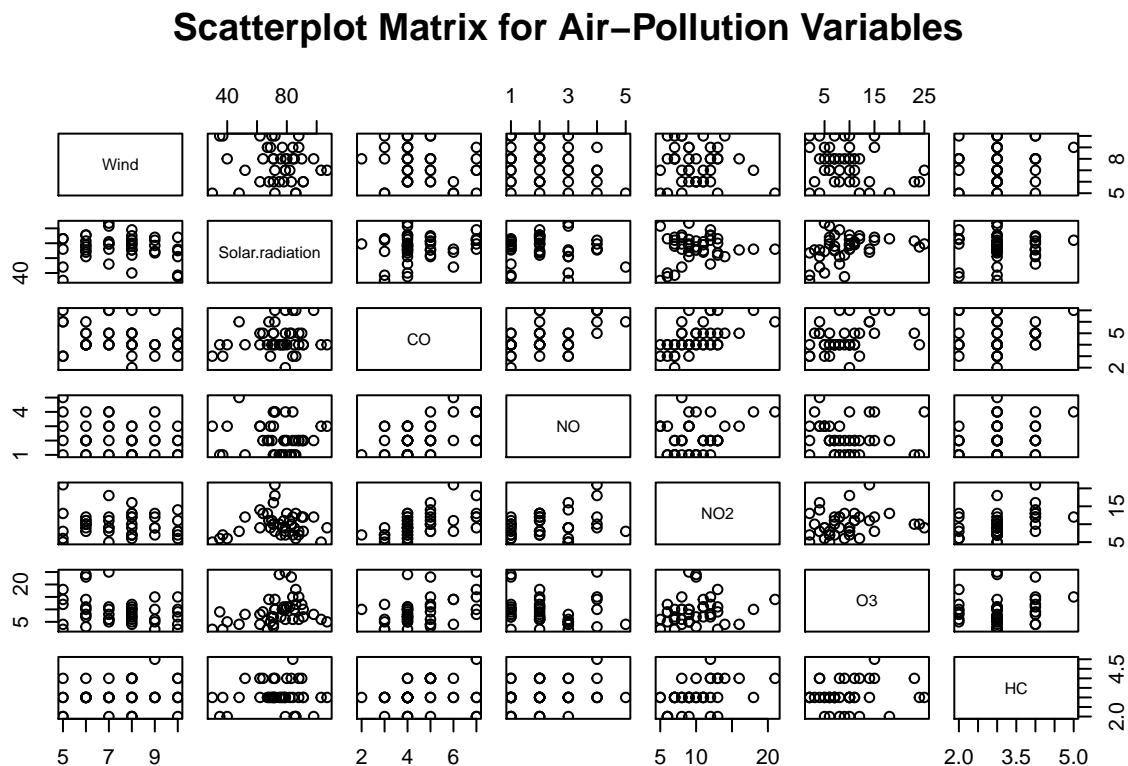 Scatterplot Matrix for Air−Pollution Variables
40 80 1 3 5 5 15 25
Wind 5 8
40 Solar.radiation
CO 2 5
1 4 NO
NO2 5 15
5 20 O3
HC 2.0 4.5
5 7 9 2 4 6 5 10 20 2.0 3.5 5.0